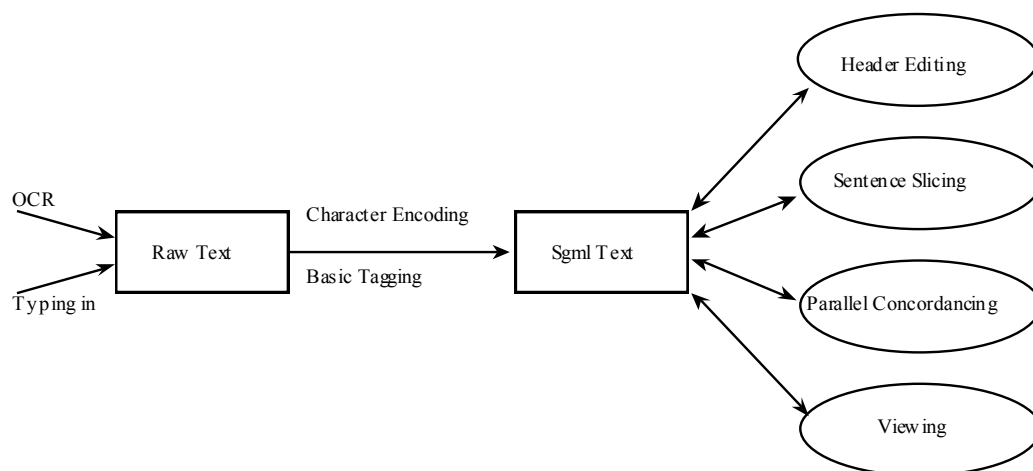 Header Editing
Sentence Slicing
OCR
Character Encoding
Raw Text
Sgml Text
Basic Tagging
Typing in
Parallel Concordancing
Viewing